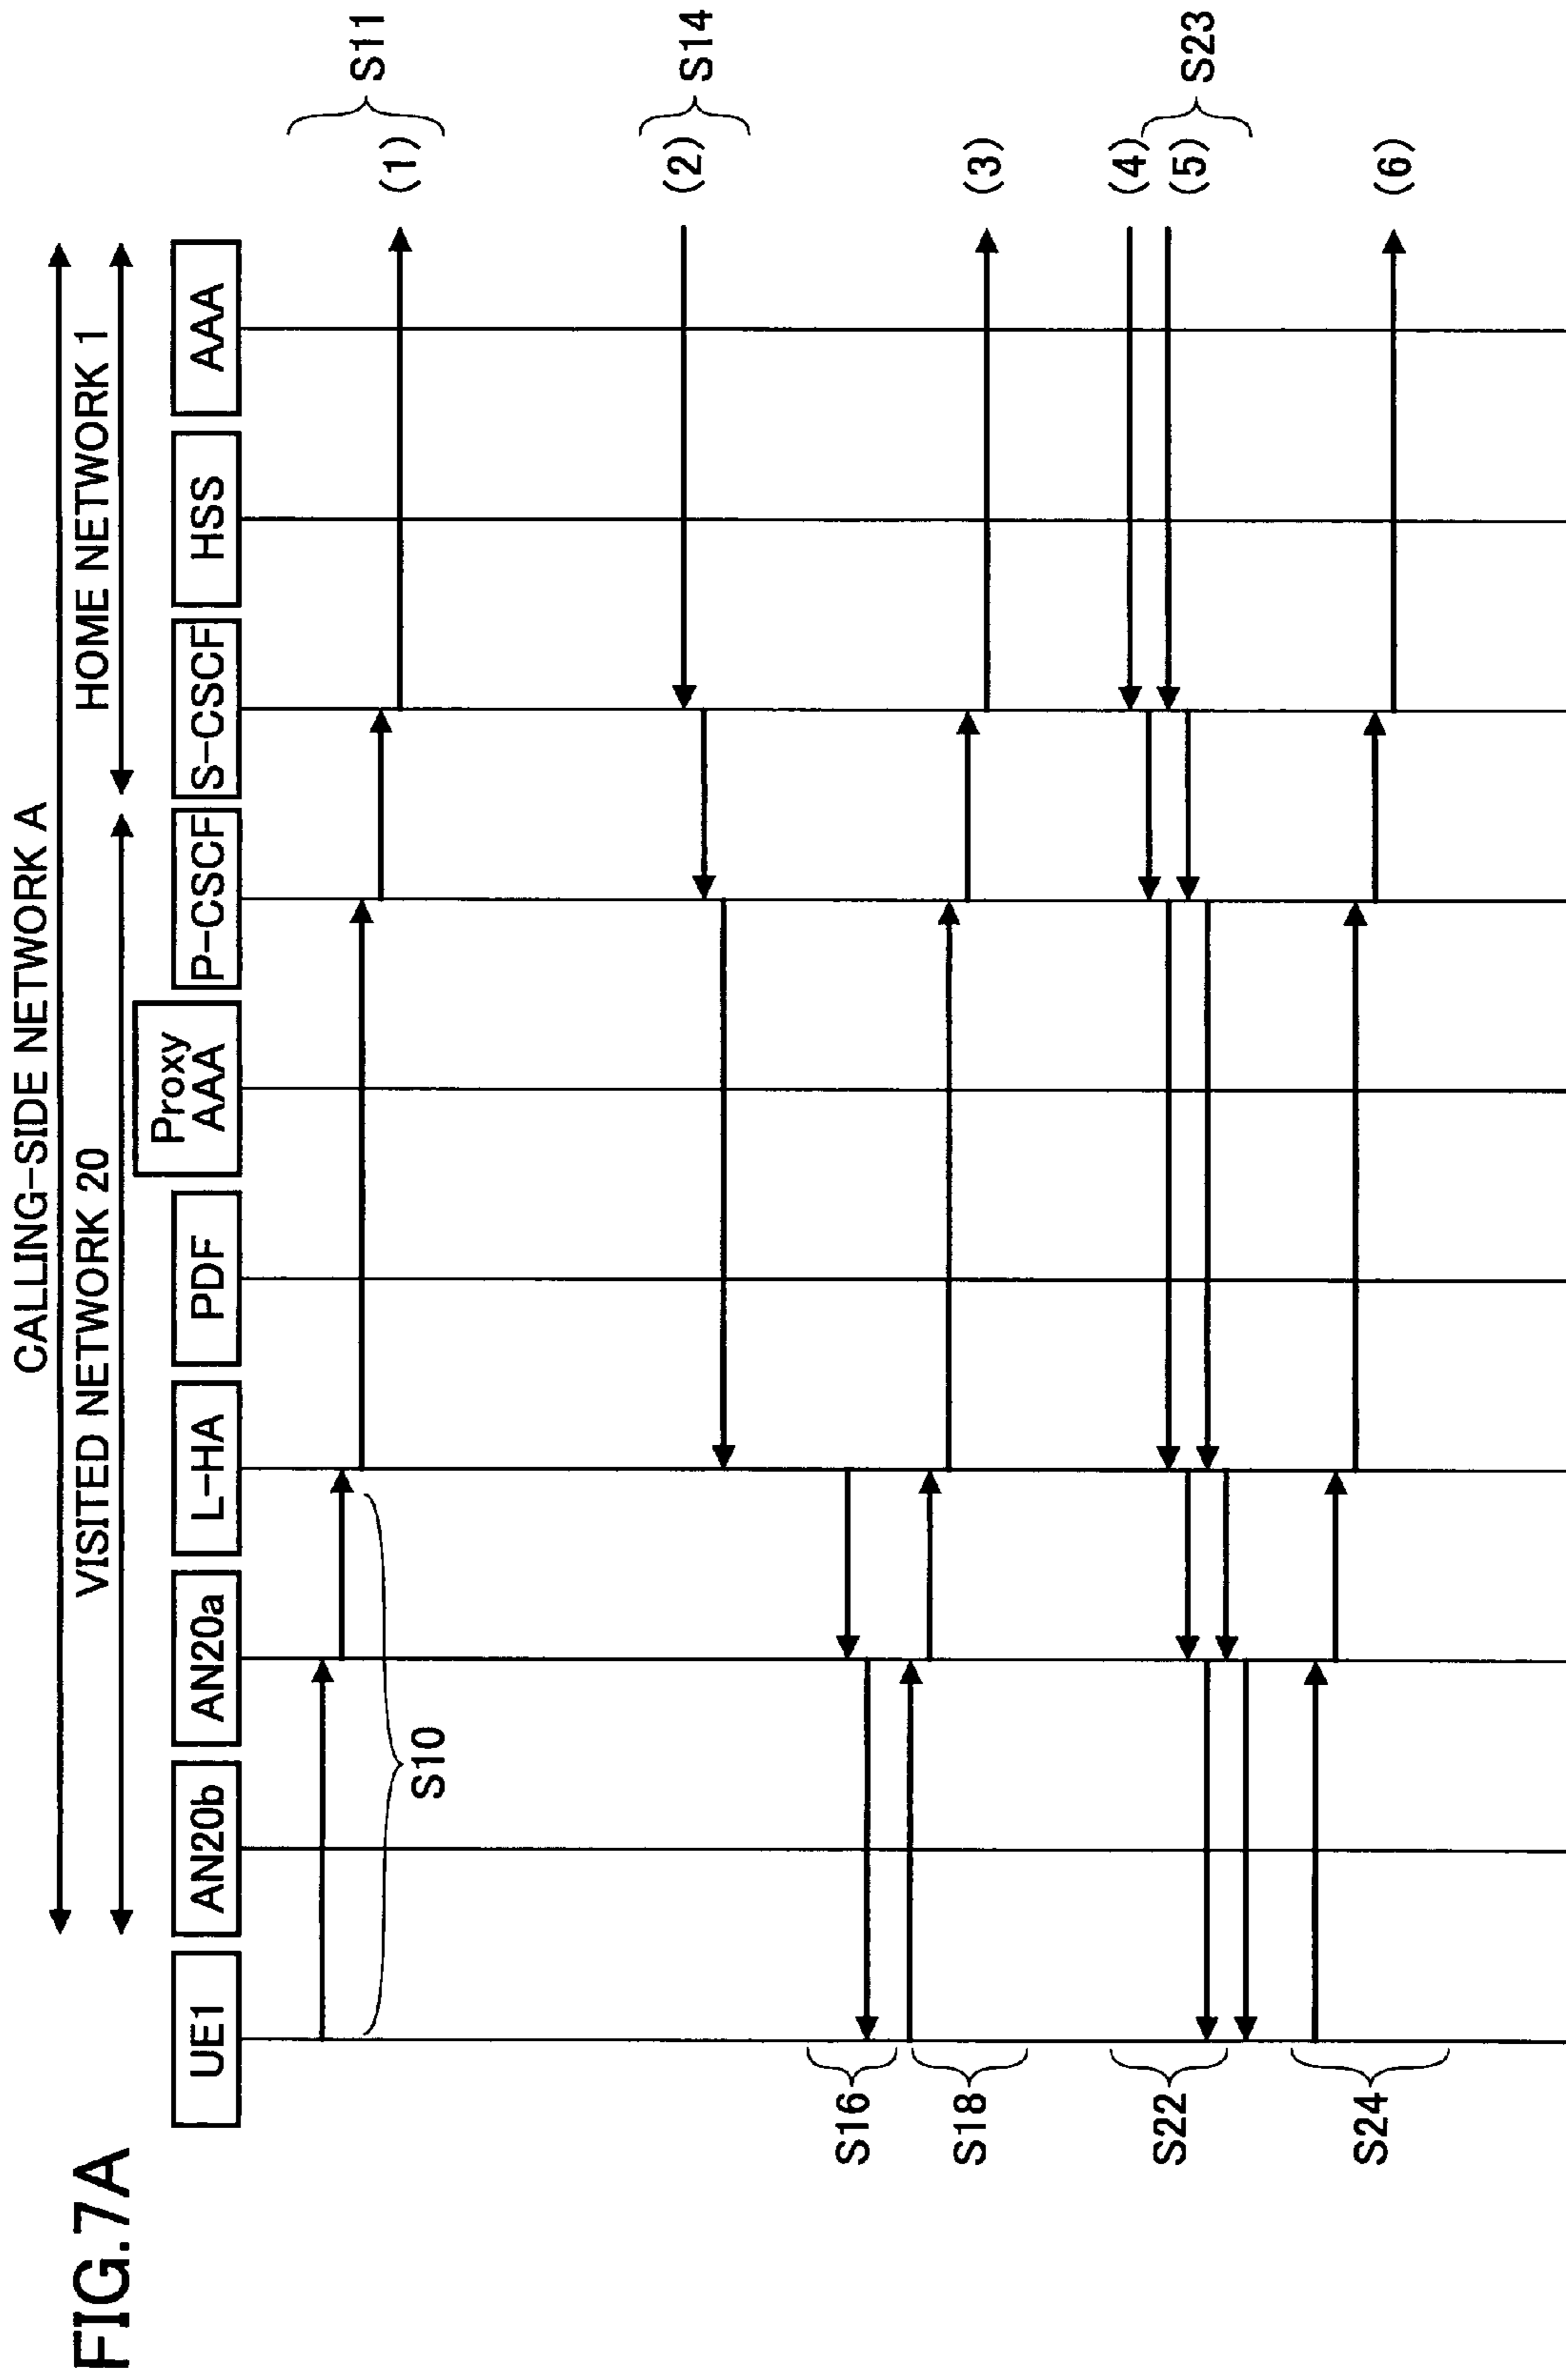 FIG.7A
CALLING-SIDE NETWORK A
VISITED NETWORK 20
HOME NETWORK 1
UE1
AN20b
AN20a
L-HA
PDF
Proxy
AAA
P-CSCF
S-CSCF
HSS
AAA
S10
(1)
S11
(2)
S14
S16
S18
(3)
S22
(4)
(5)
S23
S24
(6)